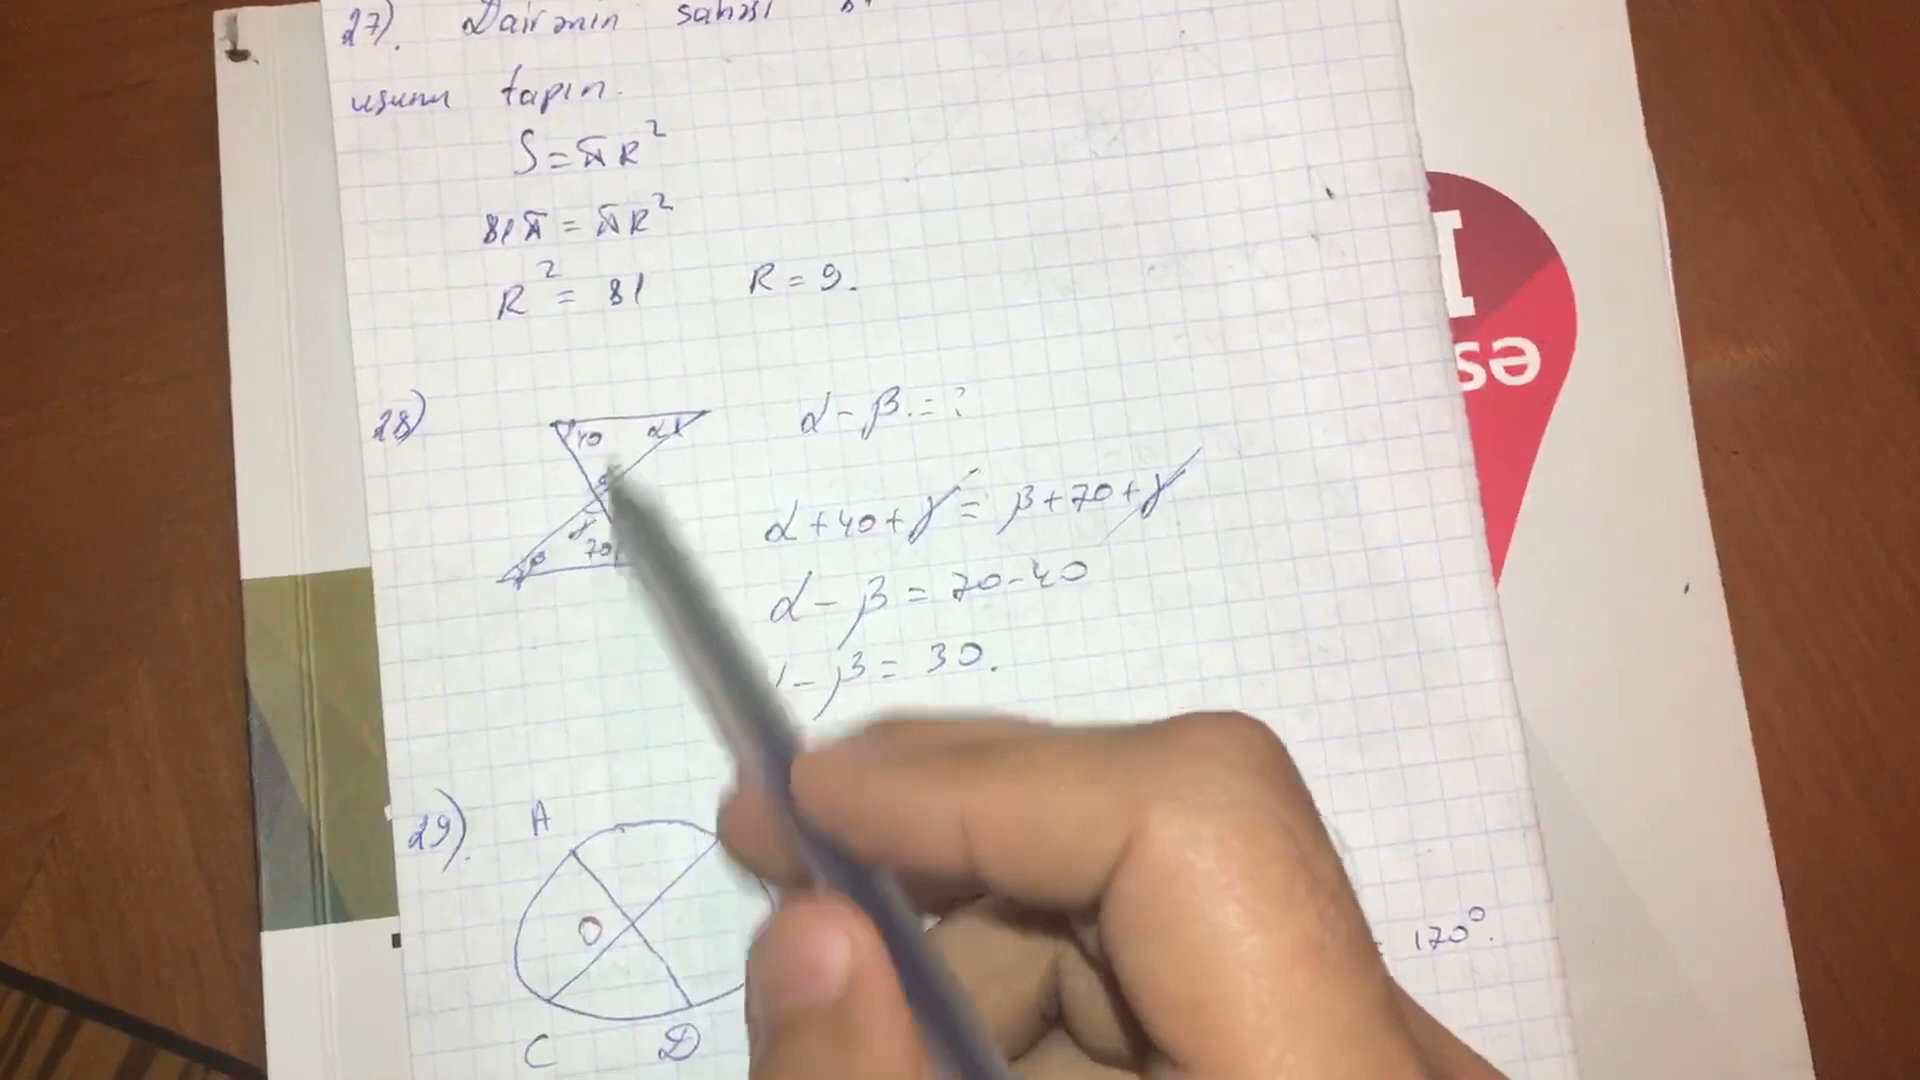 27). Dairənin sahəsi
tapın.
S = πR²
81π = πR²
R² = 81 R = 9.
28)
40 α
γ
70
β
α - β = ?
α + 40 + γ = β + 70 + γ
α - β = 70 - 40
- β = 30.
29).
A
O
C D
170°.
I
sə